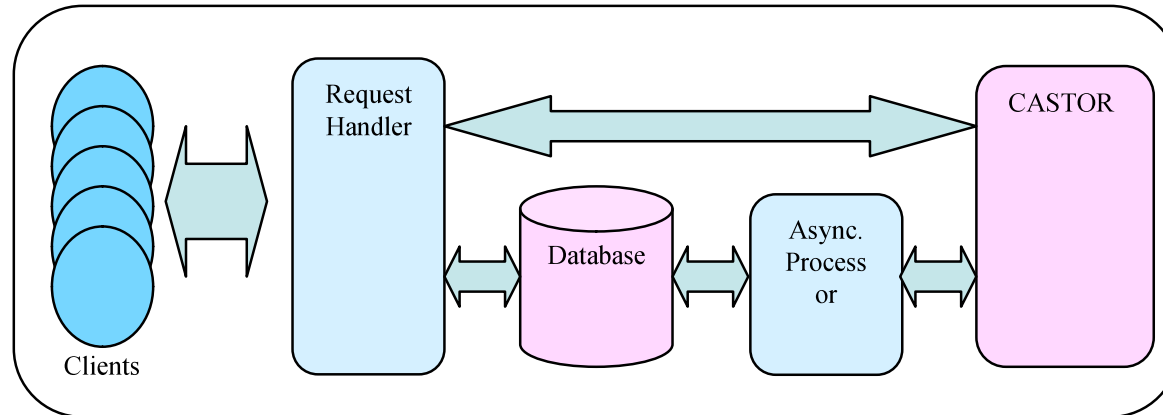 Request
Handler
CASTOR
Database
Async.
Process
or
Clients